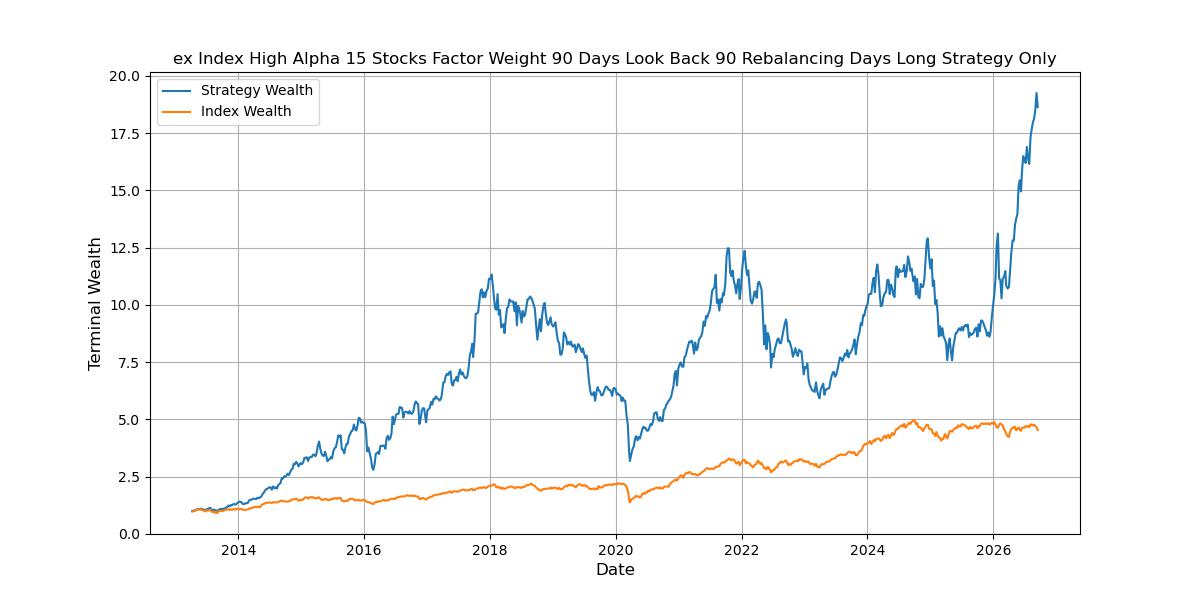 ex Index High Alpha 15 Stocks Factor Weight 90 Days Look Back 90 Rebalancing Days Long Strategy Only
Strategy Wealth
Index Wealth
Terminal Wealth
20.0
17.5
15.0
12.5
10.0
7.5
5.0
2.5
0.0
2014 2016 2018 2020 2022 2024 2026
Date